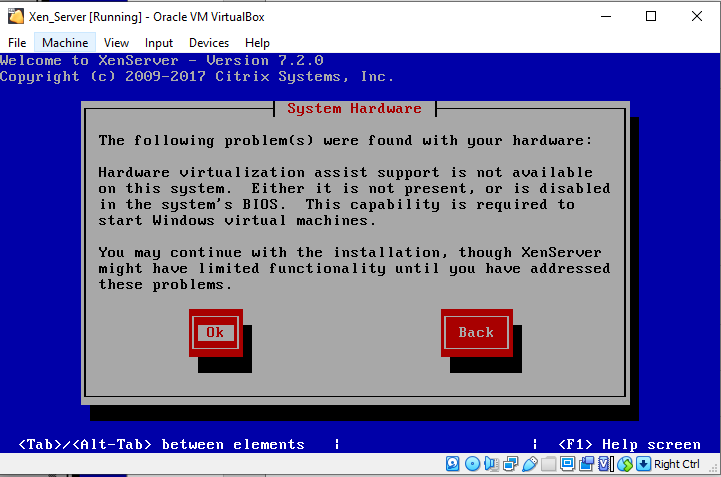 Xen_Server [Running] - Oracle VM VirtualBox
File Machine View Input Devices Help
Welcome to XenServer - Version 7.2.0
Copyright (c) 2009-2017 Citrix Systems, Inc.
System Hardware
The following problem(s) were found with your hardware:
Hardware virtualization assist support is not available
on this system.  Either it is not present, or is disabled
in the system's BIOS.  This capability is required to
start Windows virtual machines.
You may continue with the installation, though XenServer
might have limited functionality until you have addressed
these problems.
Ok Back
<Tab>/<Alt-Tab> between elements | | <F1> Help screen
Right Ctrl